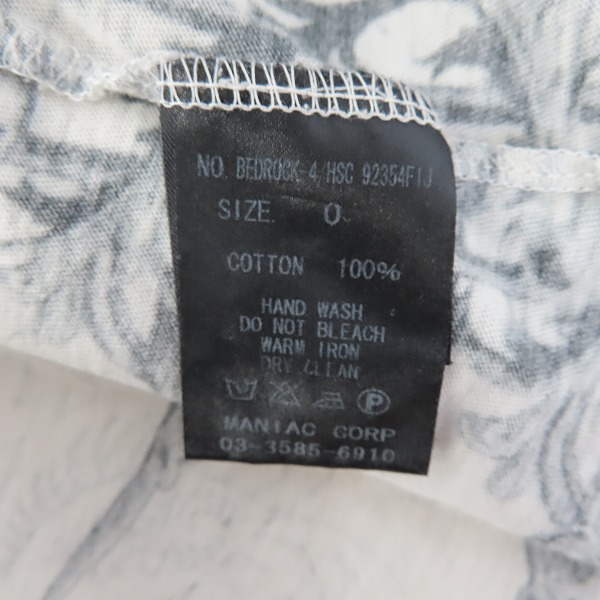 NO. BEDROCK-4/HSC 92354FIJ
SIZE. 0
COTTON 100%
HAND WASH
DO NOT BLEACH
WARM IRON
DRY CLEAN
P
MANIAC CORP
03-3585-6910